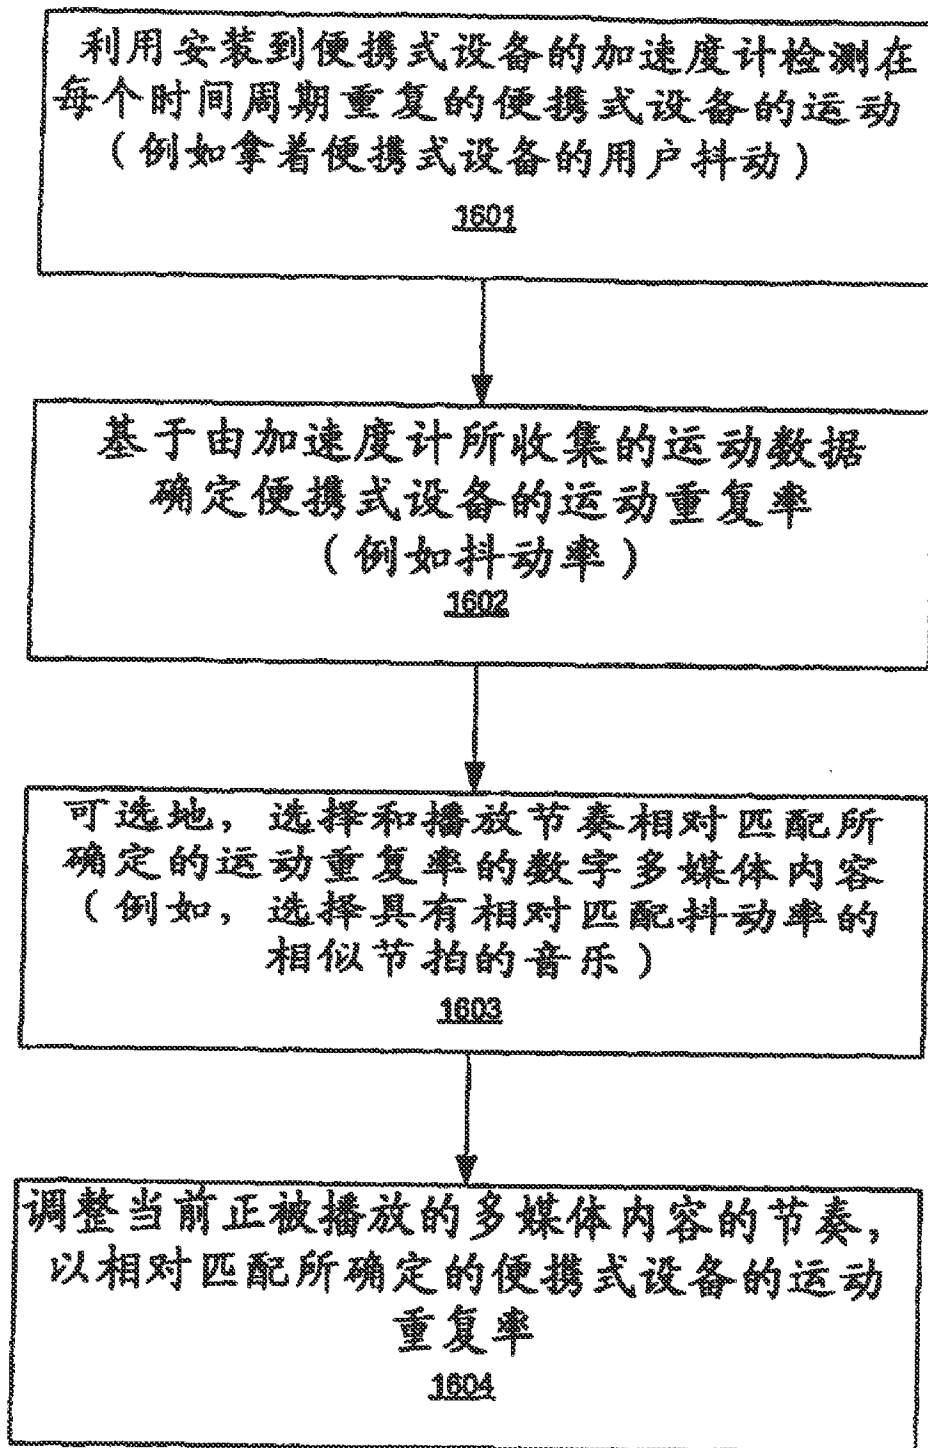 利用安装到便携式设备的加速度计检测在
每个时间周期重复的便携式设备的运动
（例如拿着便携式设备的用户抖动）
1601
基于由加速度计所收集的运动数据
确定便携式设备的运动重复率
（例如抖动率）
1602
可选地，选择和播放节奏相对匹配所
确定的运动重复率的数字多媒体内容
（例如，选择具有相对匹配抖动率的
相似节拍的音乐）
1603
调整当前正被播放的多媒体内容的节奏，
以相对匹配所确定的便携式设备的运动
重复率
1604